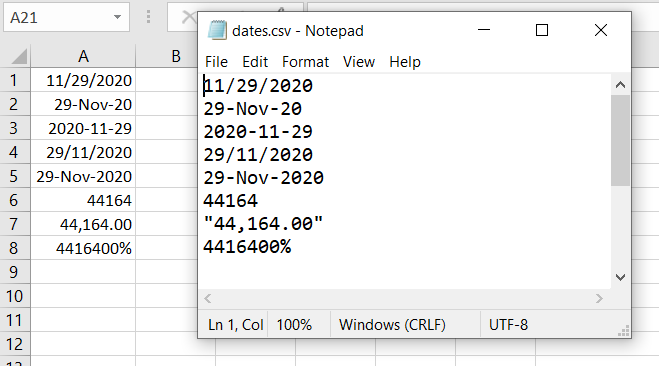 A21
A B
1 11/29/2020
2 29-Nov-20
3 2020-11-29
4 29/11/2020
5 29-Nov-2020
6 44164
7 44,164.00
8 4416400%
9
10
11
12
dates.csv - Notepad
File Edit Format View Help
11/29/2020
29-Nov-20
2020-11-29
29/11/2020
29-Nov-2020
44164
"44,164.00"
4416400%
Ln 1, Col 100% Windows (CRLF) UTF-8